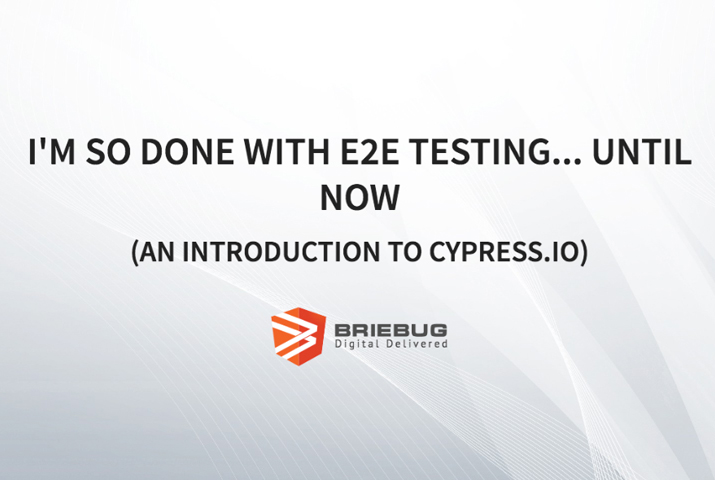 I'M SO DONE WITH E2E TESTING... UNTIL
NOW
(AN INTRODUCTION TO CYPRESS.IO)
BRIEBUG
Digital Delivered